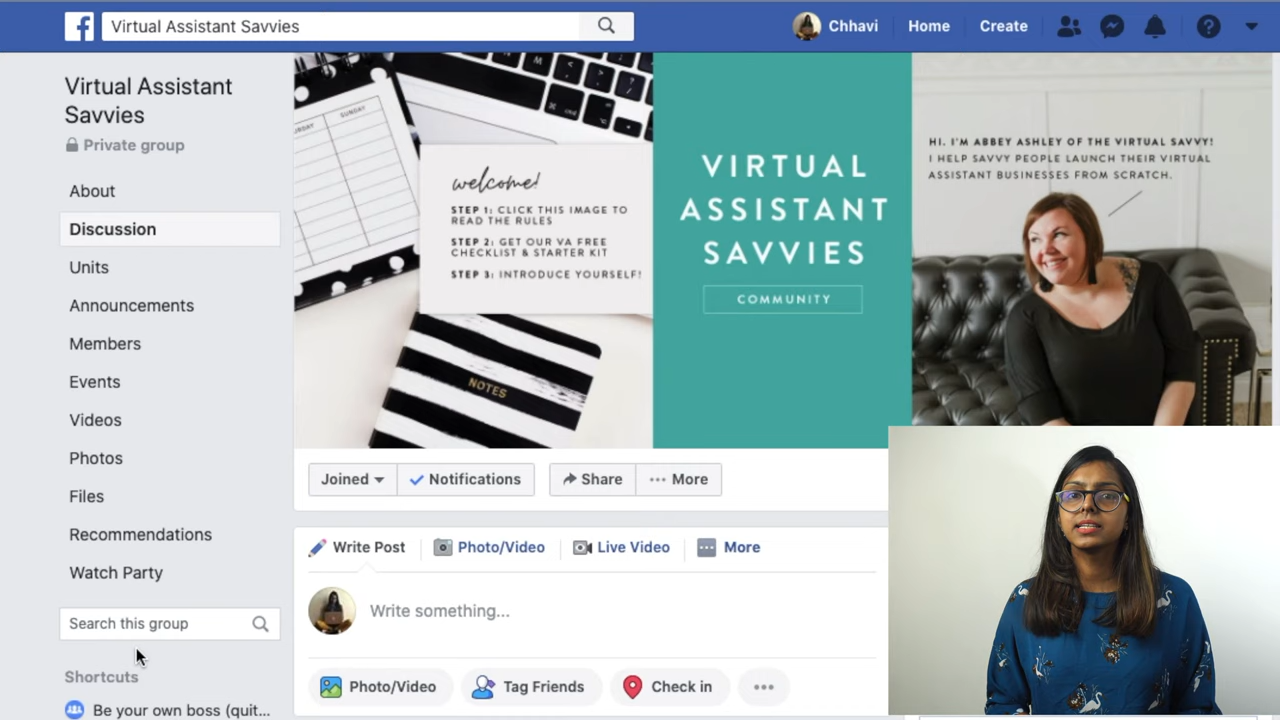 Virtual Assistant Savvies
Chhavi
Home
Create
Virtual Assistant
Savvies
Private group
About
Discussion
Units
Announcements
Members
Events
Videos
Photos
Files
Recommendations
Watch Party
Search this group
Shortcuts
Be your own boss (quit...
SUNDAY
welcome!
STEP 1: CLICK THIS IMAGE TO
READ THE RULES
STEP 2: GET OUR VA FREE
CHECKLIST & STARTER KIT
STEP 3: INTRODUCE YOURSELF!
NOTES
VIRTUAL
ASSISTANT
SAVVIES
COMMUNITY
HI. I'M ABBEY ASHLEY OF THE VIRTUAL SAVVY!
I HELP SAVVY PEOPLE LAUNCH THEIR VIRTUAL
ASSISTANT BUSINESSES FROM SCRATCH.
Joined
Notifications
Share
More
Write Post
Photo/Video
Live Video
More
Write something...
Photo/Video
Tag Friends
Check in